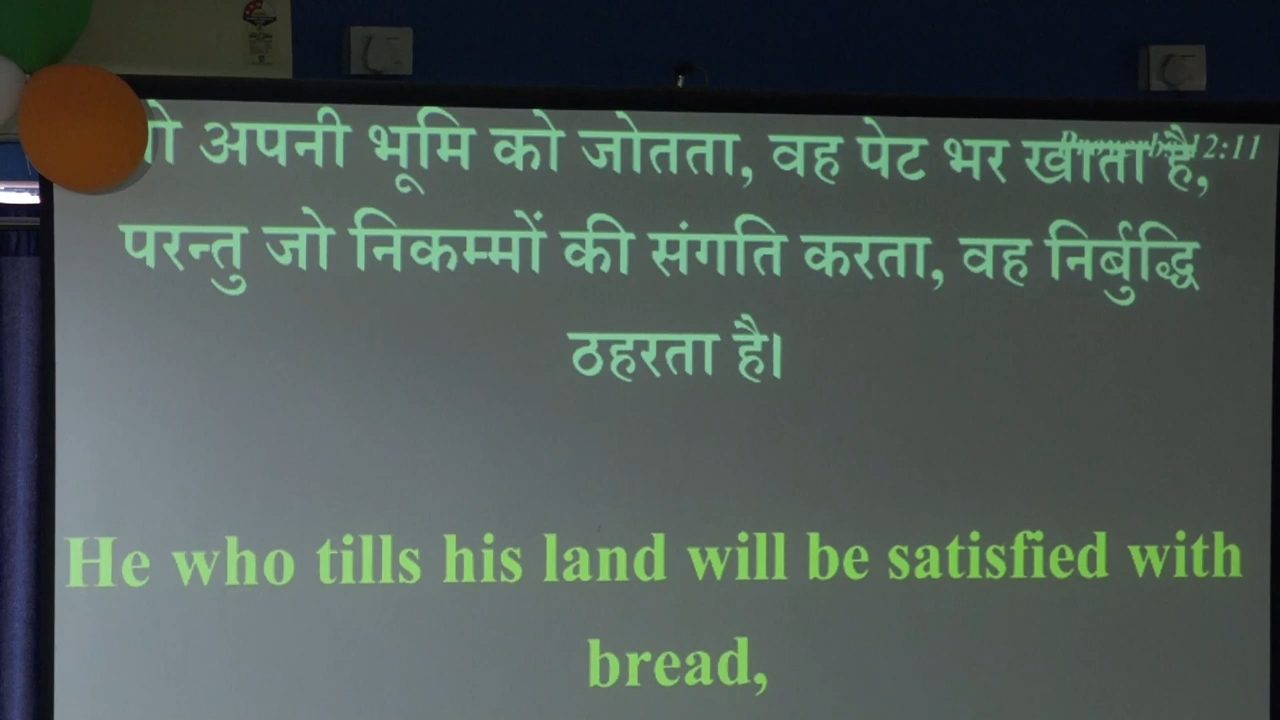 जो अपनी भूमि को जोतता, वह पेट भर खाता है,
Proverbs 12:11
परन्तु जो निकम्मों की संगति करता, वह निर्बुद्धि
ठहरता है।
He who tills his land will be satisfied with
bread,